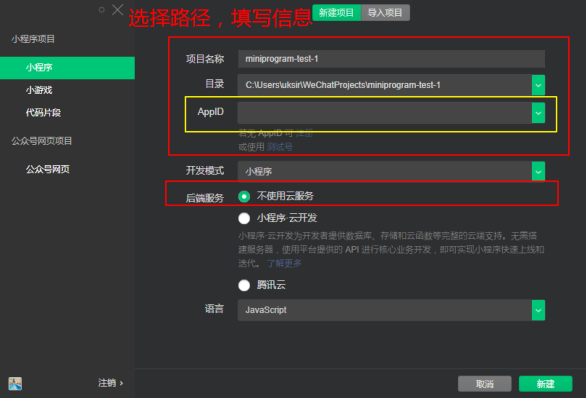 选择路径，填写信息
新建项目 导入项目
小程序项目
小程序
小游戏
代码片段
公众号网页项目
公众号网页
项目名称 miniprogram-test-1
目录 C:\Users\uksir\WeChatProjects\miniprogram-test-1
AppID
若无 AppID 可 注册
或使用 测试号
开发模式 小程序
后端服务 不使用云服务
小程序·云开发
小程序·云开发为开发者提供数据库、存储和云函数等完整的云端支持。无需搭
建服务器，使用平台提供的 API 进行核心业务开发，即可实现小程序快速上线和
迭代。 了解更多
腾讯云
语言 JavaScript
注销 ›
取消 新建